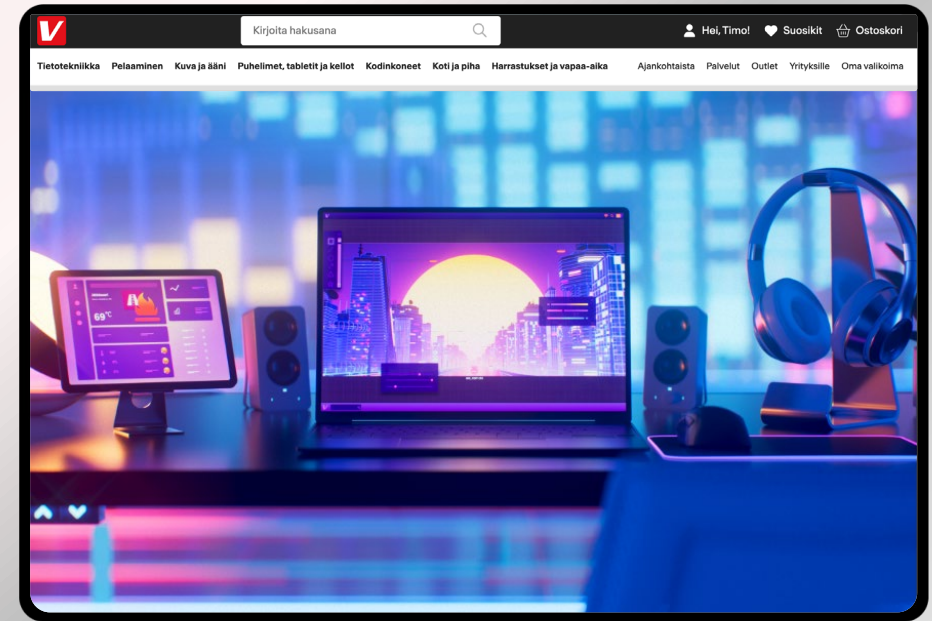 V
Kirjoita hakusana
Hei, Timo!
Suosikit
Ostoskori
Tietotekniikka
Pelaaminen
Kuva ja ääni
Puhelimet, tabletit ja kellot
Kodinkoneet
Koti ja piha
Harrastukset ja vapaa-aika
Ajankohtaista
Palvelut
Outlet
Yrityksille
Oma valikoima
69°C